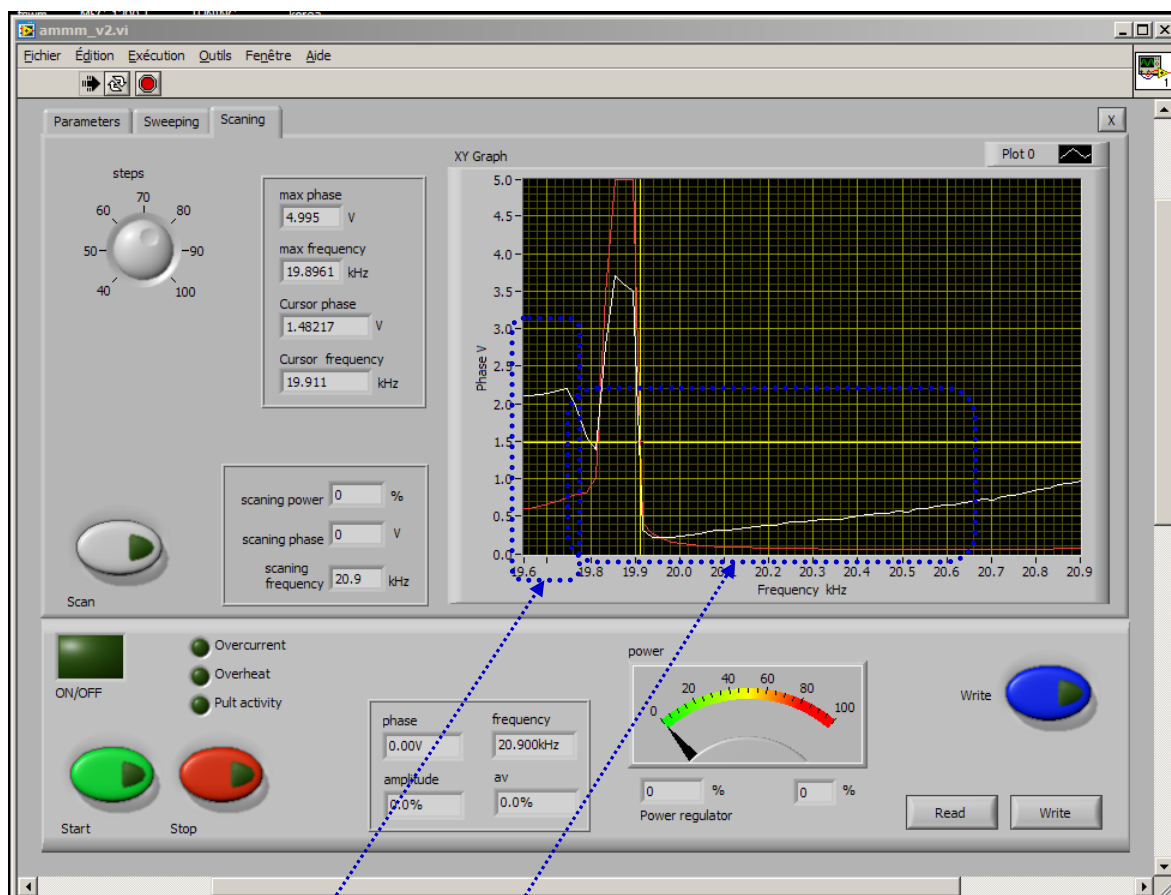 MFC 3200 T TUNING korea
ammm_v2.vi
Fichier Édition Exécution Outils Fenêtre Aide
1
Parameters Sweeping Scaning
X
steps
40 50 60 70 80 90 100
max phase
4.995 V
max frequency
19.8961 kHz
Cursor phase
1.48217 V
Cursor frequency
19.911 kHz
scaning power 0 %
scaning phase 0 V
scaning
frequency 20.9 kHz
Scan
XY Graph
Plot 0
Phase V
5.0
4.5
4.0
3.5
3.0
2.5
2.0
1.5
1.0
0.5
0.0
19.6 19.8 19.9 20.0 20.1 20.2 20.3 20.4 20.5 20.6 20.7 20.8 20.9
Frequency kHz
ON/OFF
Overcurrent
Overheat
Pult activity
Start
Stop
phase frequency
0.00V 20.900kHz
amplitude av
0.0% 0.0%
power
0 20 40 60 80 100
0 % 0 %
Power regulator
Write
Read Write